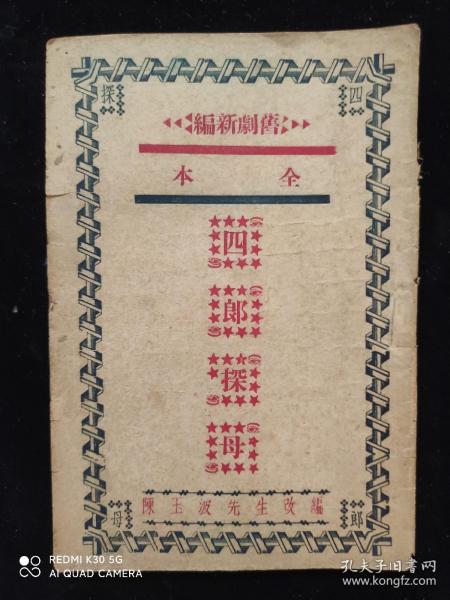 四
探
舊劇新編
全本
四
郎
探
母
陳玉波先生改編
郎
母
REDMI K30 5G
AI QUAD CAMERA
孔夫子旧书网
www.kongfz.com